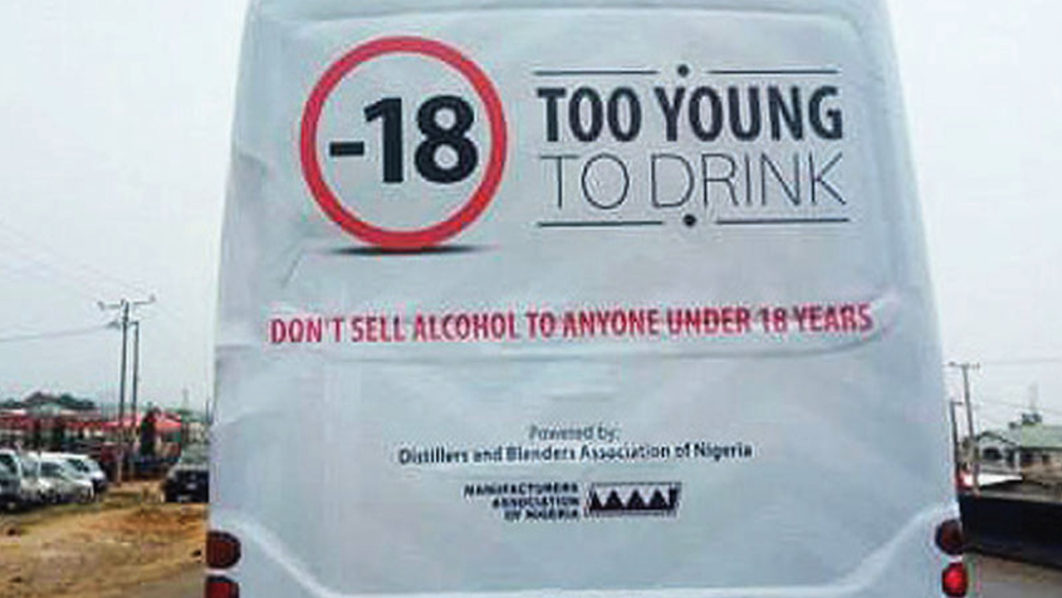 -18
TOO YOUNG
TO DRINK
DON'T SELL ALCOHOL TO ANYONE UNDER 18 YEARS
Powered by:
Distillers and Blenders Association of Nigeria
MANUFACTURERS
ASSOCIATION
OF NIGERIA